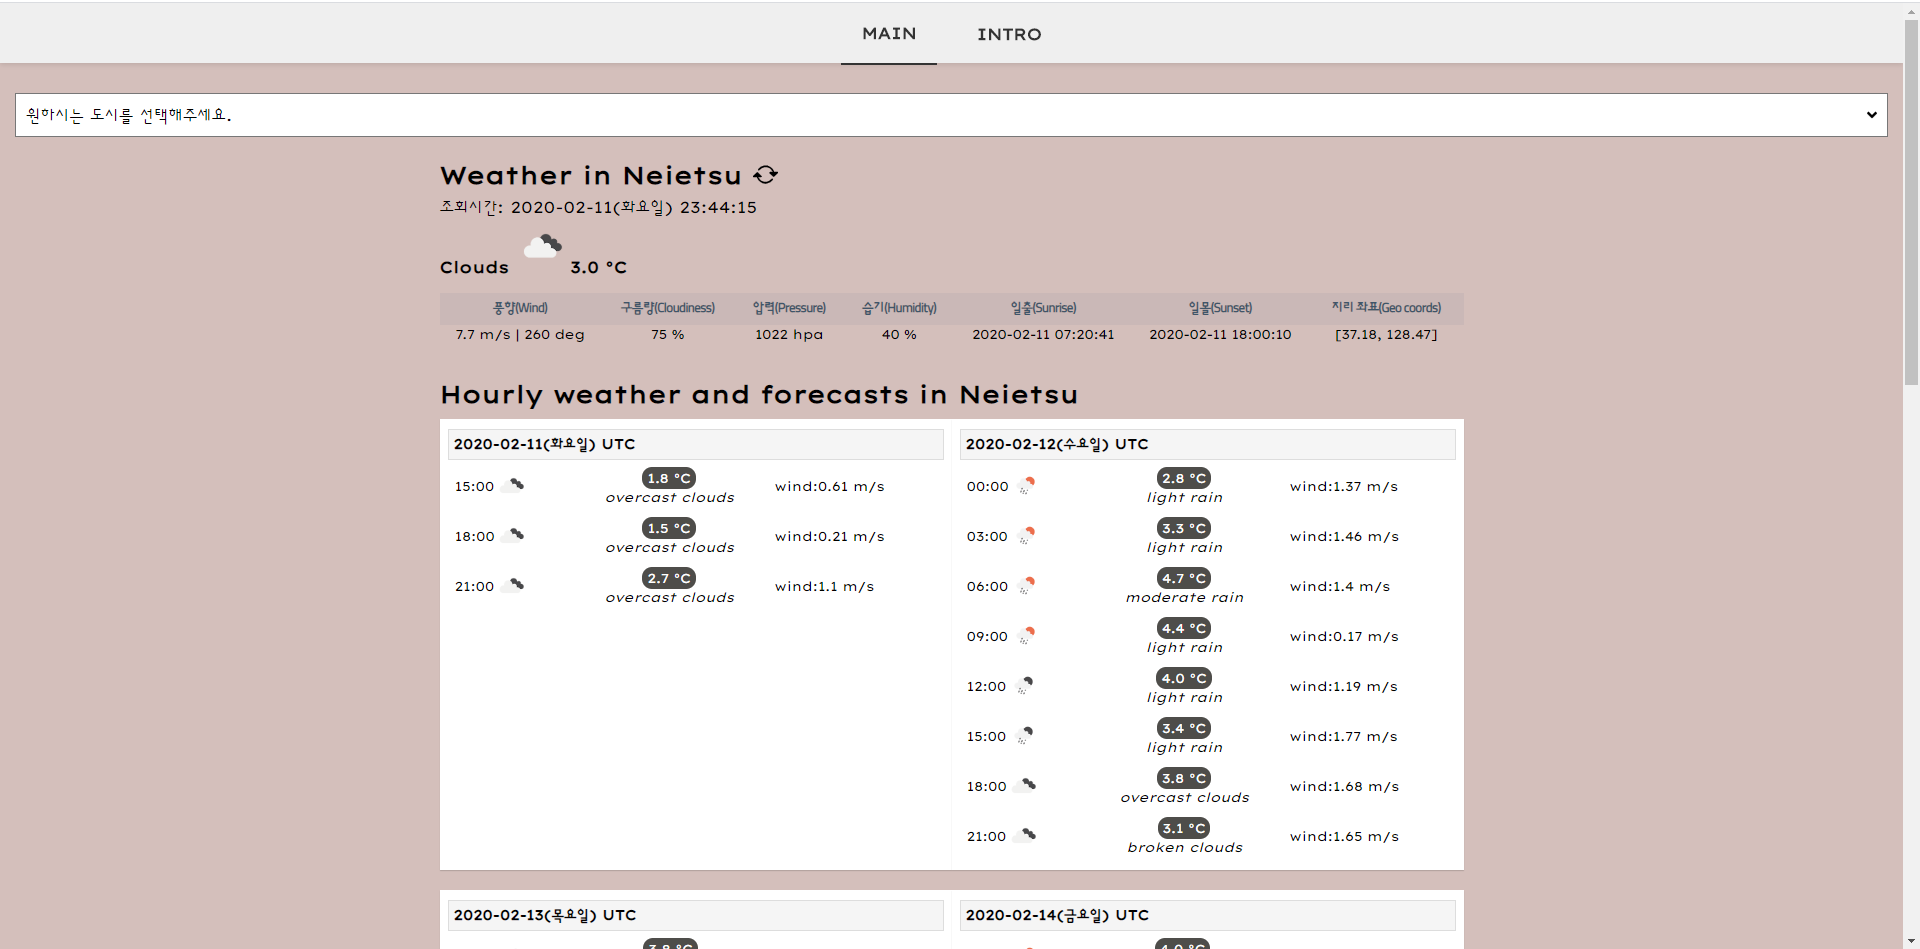 MAIN INTRO
원하시는 도시를 선택해주세요.
Weather in Neietsu
조회시간: 2020-02-11(화요일) 23:44:15
Clouds 3.0 °C
풍향(Wind) 구름량(Cloudiness) 압력(Pressure) 습기(Humidity) 일출(Sunrise) 일몰(Sunset) 지리 좌표(Geo coords)
7.7 m/s | 260 deg 75 % 1022 hpa 40 % 2020-02-11 07:20:41 2020-02-11 18:00:10 [37.18, 128.47]
Hourly weather and forecasts in Neietsu
2020-02-11(화요일) UTC
15:00 1.8 °C wind:0.61 m/s
overcast clouds
18:00 1.5 °C wind:0.21 m/s
overcast clouds
21:00 2.7 °C wind:1.1 m/s
overcast clouds
2020-02-12(수요일) UTC
00:00 2.8 °C wind:1.37 m/s
light rain
03:00 3.3 °C wind:1.46 m/s
light rain
06:00 4.7 °C wind:1.4 m/s
moderate rain
09:00 4.4 °C wind:0.17 m/s
light rain
12:00 4.0 °C wind:1.19 m/s
light rain
15:00 3.4 °C wind:1.77 m/s
light rain
18:00 3.8 °C wind:1.68 m/s
overcast clouds
21:00 3.1 °C wind:1.65 m/s
broken clouds
2020-02-13(목요일) UTC
2020-02-14(금요일) UTC